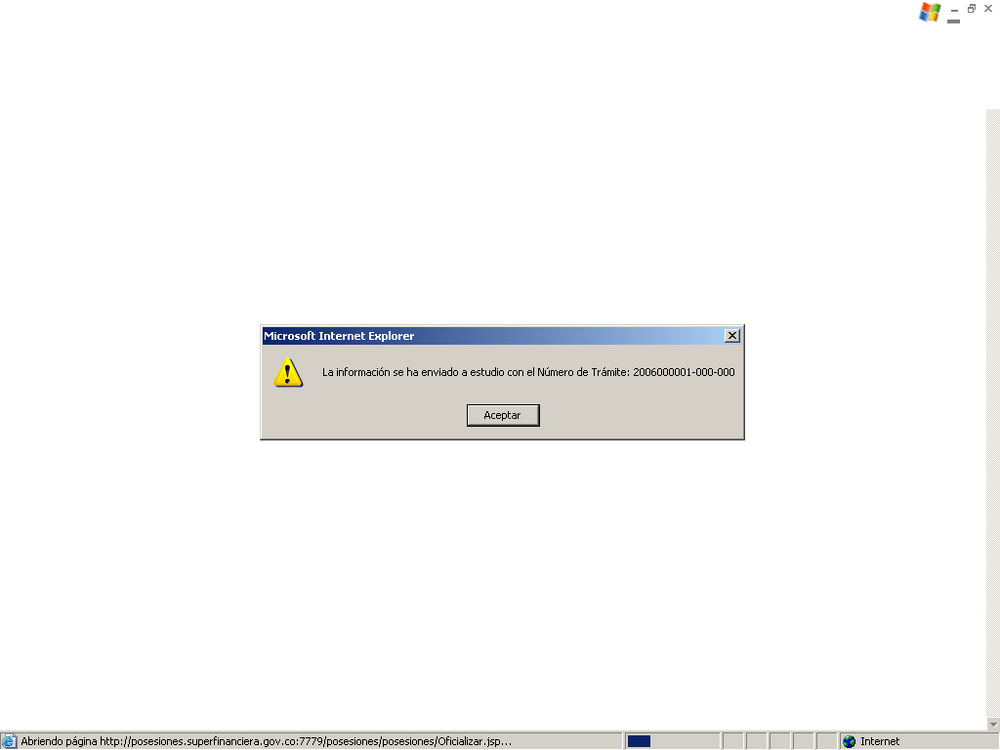 Microsoft Internet Explorer
La información se ha enviado a estudio con el Número de Trámite: 2006000001-000-000
Aceptar
Abriendo página http://posesiones.superfinanciera.gov.co:7779/posesiones/posesiones/Oficializar.jsp... Internet